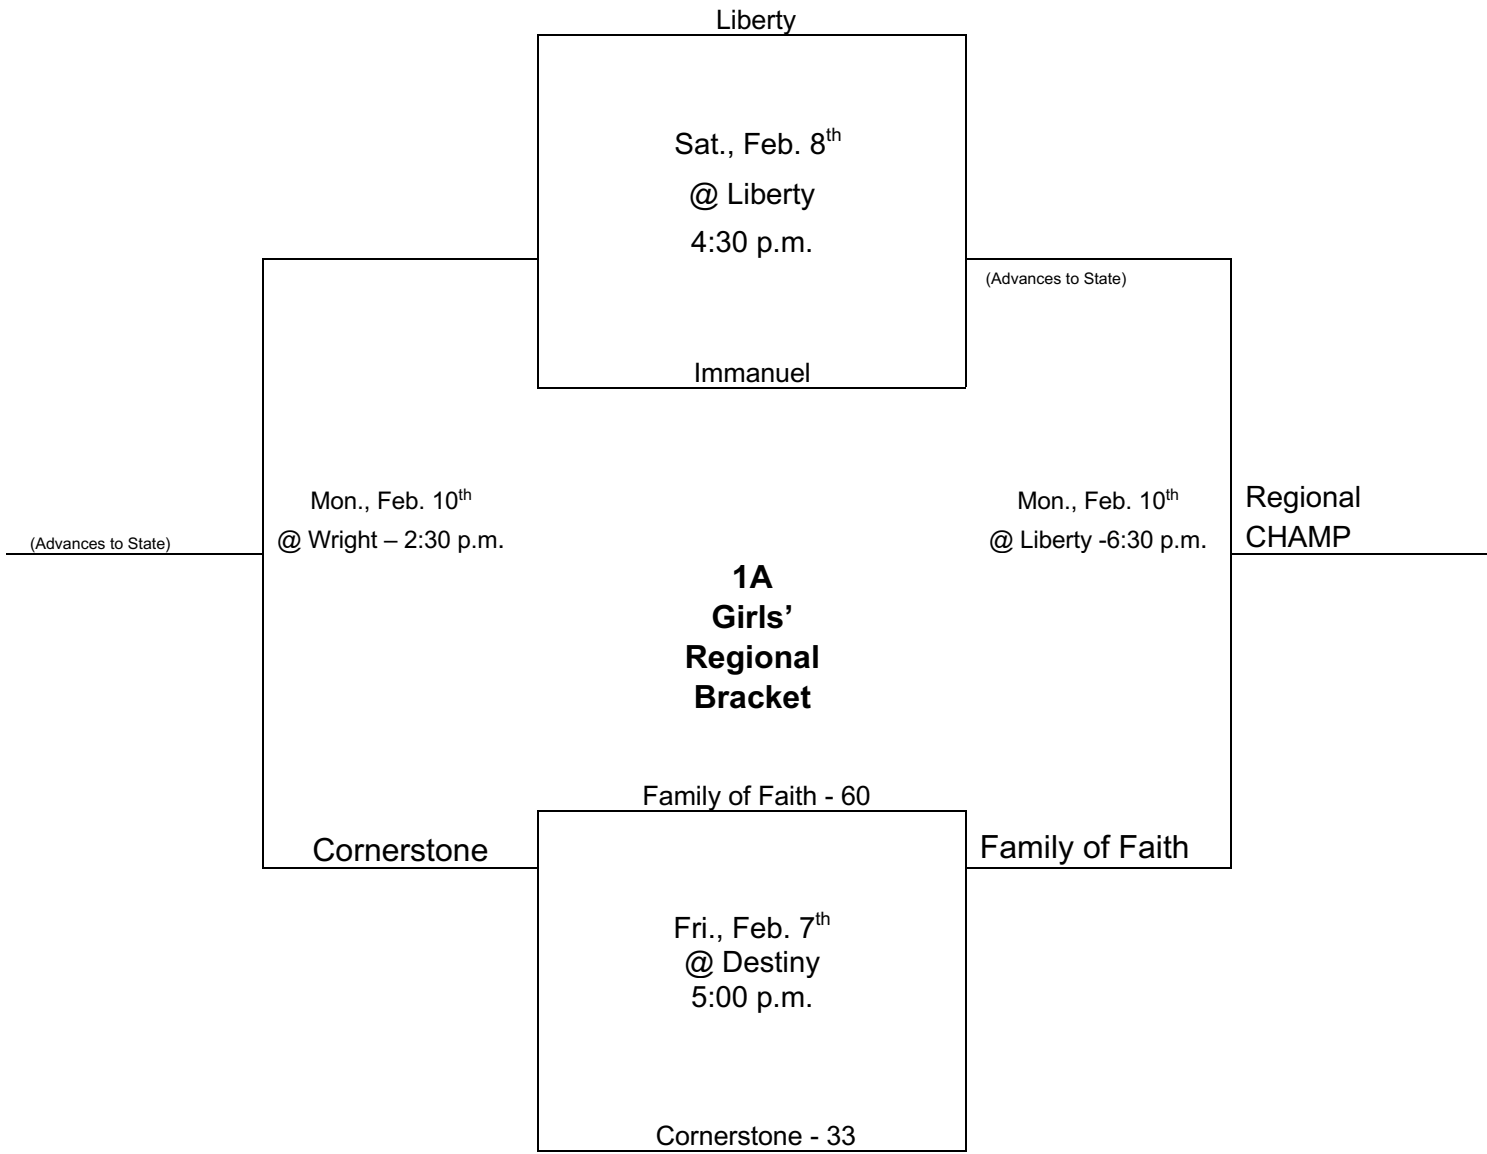 Liberty
Sat., Feb. 8th
@ Liberty
4:30 p.m.
(Advances to State)
Immanuel
Mon., Feb. 10th
@ Wright – 2:30 p.m.
(Advances to State)
Mon., Feb. 10th
@ Liberty -6:30 p.m.
Regional
CHAMP
1A
Girls’
Regional
Bracket
Family of Faith - 60
Cornerstone
Family of Faith
Fri., Feb. 7th
@ Destiny
5:00 p.m.
Cornerstone - 33